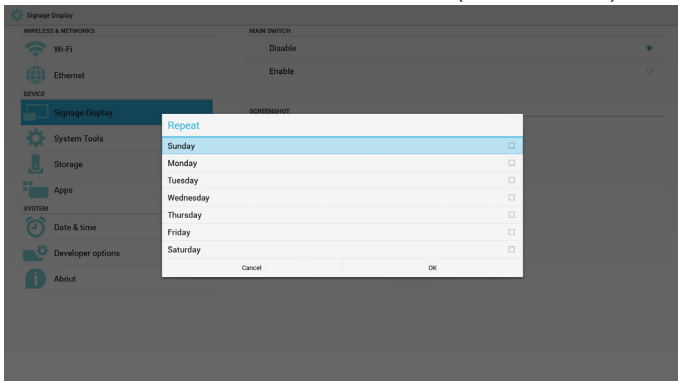 Signage Display
WIRELESS & NETWORKS
Wi-Fi
Ethernet
DEVICE
Signage Display
System Tools
Storage
Apps
SYSTEM
Date & time
Developer options
About
MAIN SWITCH
Disable
Enable
SCREENSHOT
Repeat
Sunday
Monday
Tuesday
Wednesday
Thursday
Friday
Saturday
Cancel OK